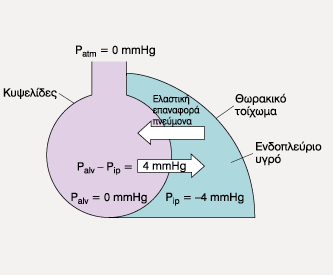 P_atm = 0 mmHg
Κυψελίδες
Ελαστική
επαναφορά
πνεύμονα
Θωρακικό
τοίχωμα
Ενδοπλεύριο
υγρό
P_alv – P_ip = 4 mmHg
P_alv = 0 mmHg
P_ip = –4 mmHg